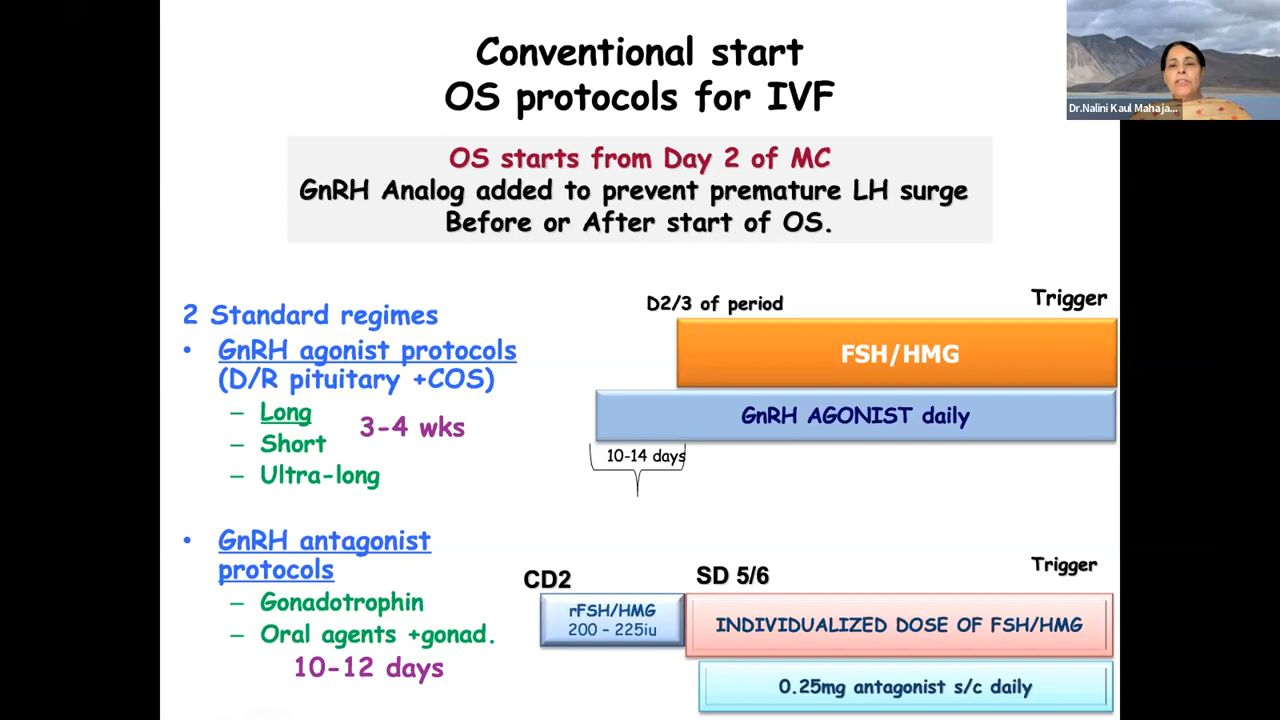 Conventional start
OS protocols for IVF
Dr.Nalini Kaul Mahaja...
OS starts from Day 2 of MC
GnRH Analog added to prevent premature LH surge
Before or After start of OS.
2 Standard regimes
• GnRH agonist protocols
(D/R pituitary +COS)
– Long
– Short
– Ultra-long
3-4 wks
D2/3 of period
Trigger
FSH/HMG
GnRH AGONIST daily
10-14 days
• GnRH antagonist
protocols
– Gonadotrophin
– Oral agents +gonad.
10-12 days
CD2
SD 5/6
Trigger
rFSH/HMG
200 – 225iu
INDIVIDUALIZED DOSE OF FSH/HMG
0.25mg antagonist s/c daily